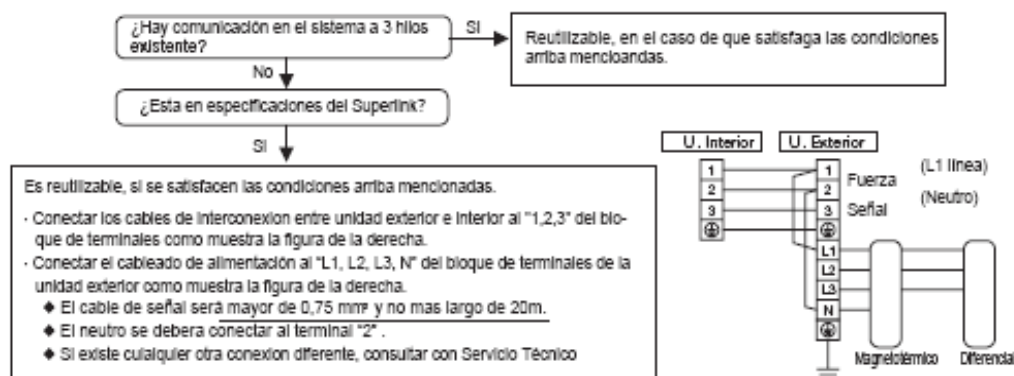 ¿Hay comunicación en el sistema a 3 hilos
existente?
SI
Reutilizable, en el caso de que satisfaga las condiciones
arriba mencioandas.
No
¿Esta en especificaciones del Superlink?
SI
Es reutilizable, si se satisfacen las condiciones arriba mencionadas.
· Conectar los cables de interconexion entre unidad exterior e interior al "1,2,3" del blo-
que de terminales como muestra la figura de la derecha.
· Conectar el cableado de alimentación al "L1, L2, L3, N" del bloque de terminales de la
unidad exterior como muestra la figura de la derecha.
◆ El cable de señal será mayor de 0,75 mm² y no mas largo de 20m.
◆ El neutro se debera conectar al terminal "2" .
◆ Si existe culalquier otra conexion diferente, consultar con Servicio Técnico
U. Interior
U. Exterior
1
2
3
1
2
3
L1
L2
L3
N
Fuerza
Señal
(L1 línea)
(Neutro)
Magnetotérmico
Diferencial